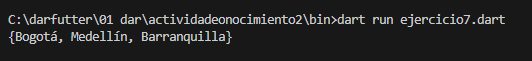 C:\darfutter\01 dar\actividadeonocimiento2\bin>dart run ejercicio7.dart
{Bogotá, Medellín, Barranquilla}